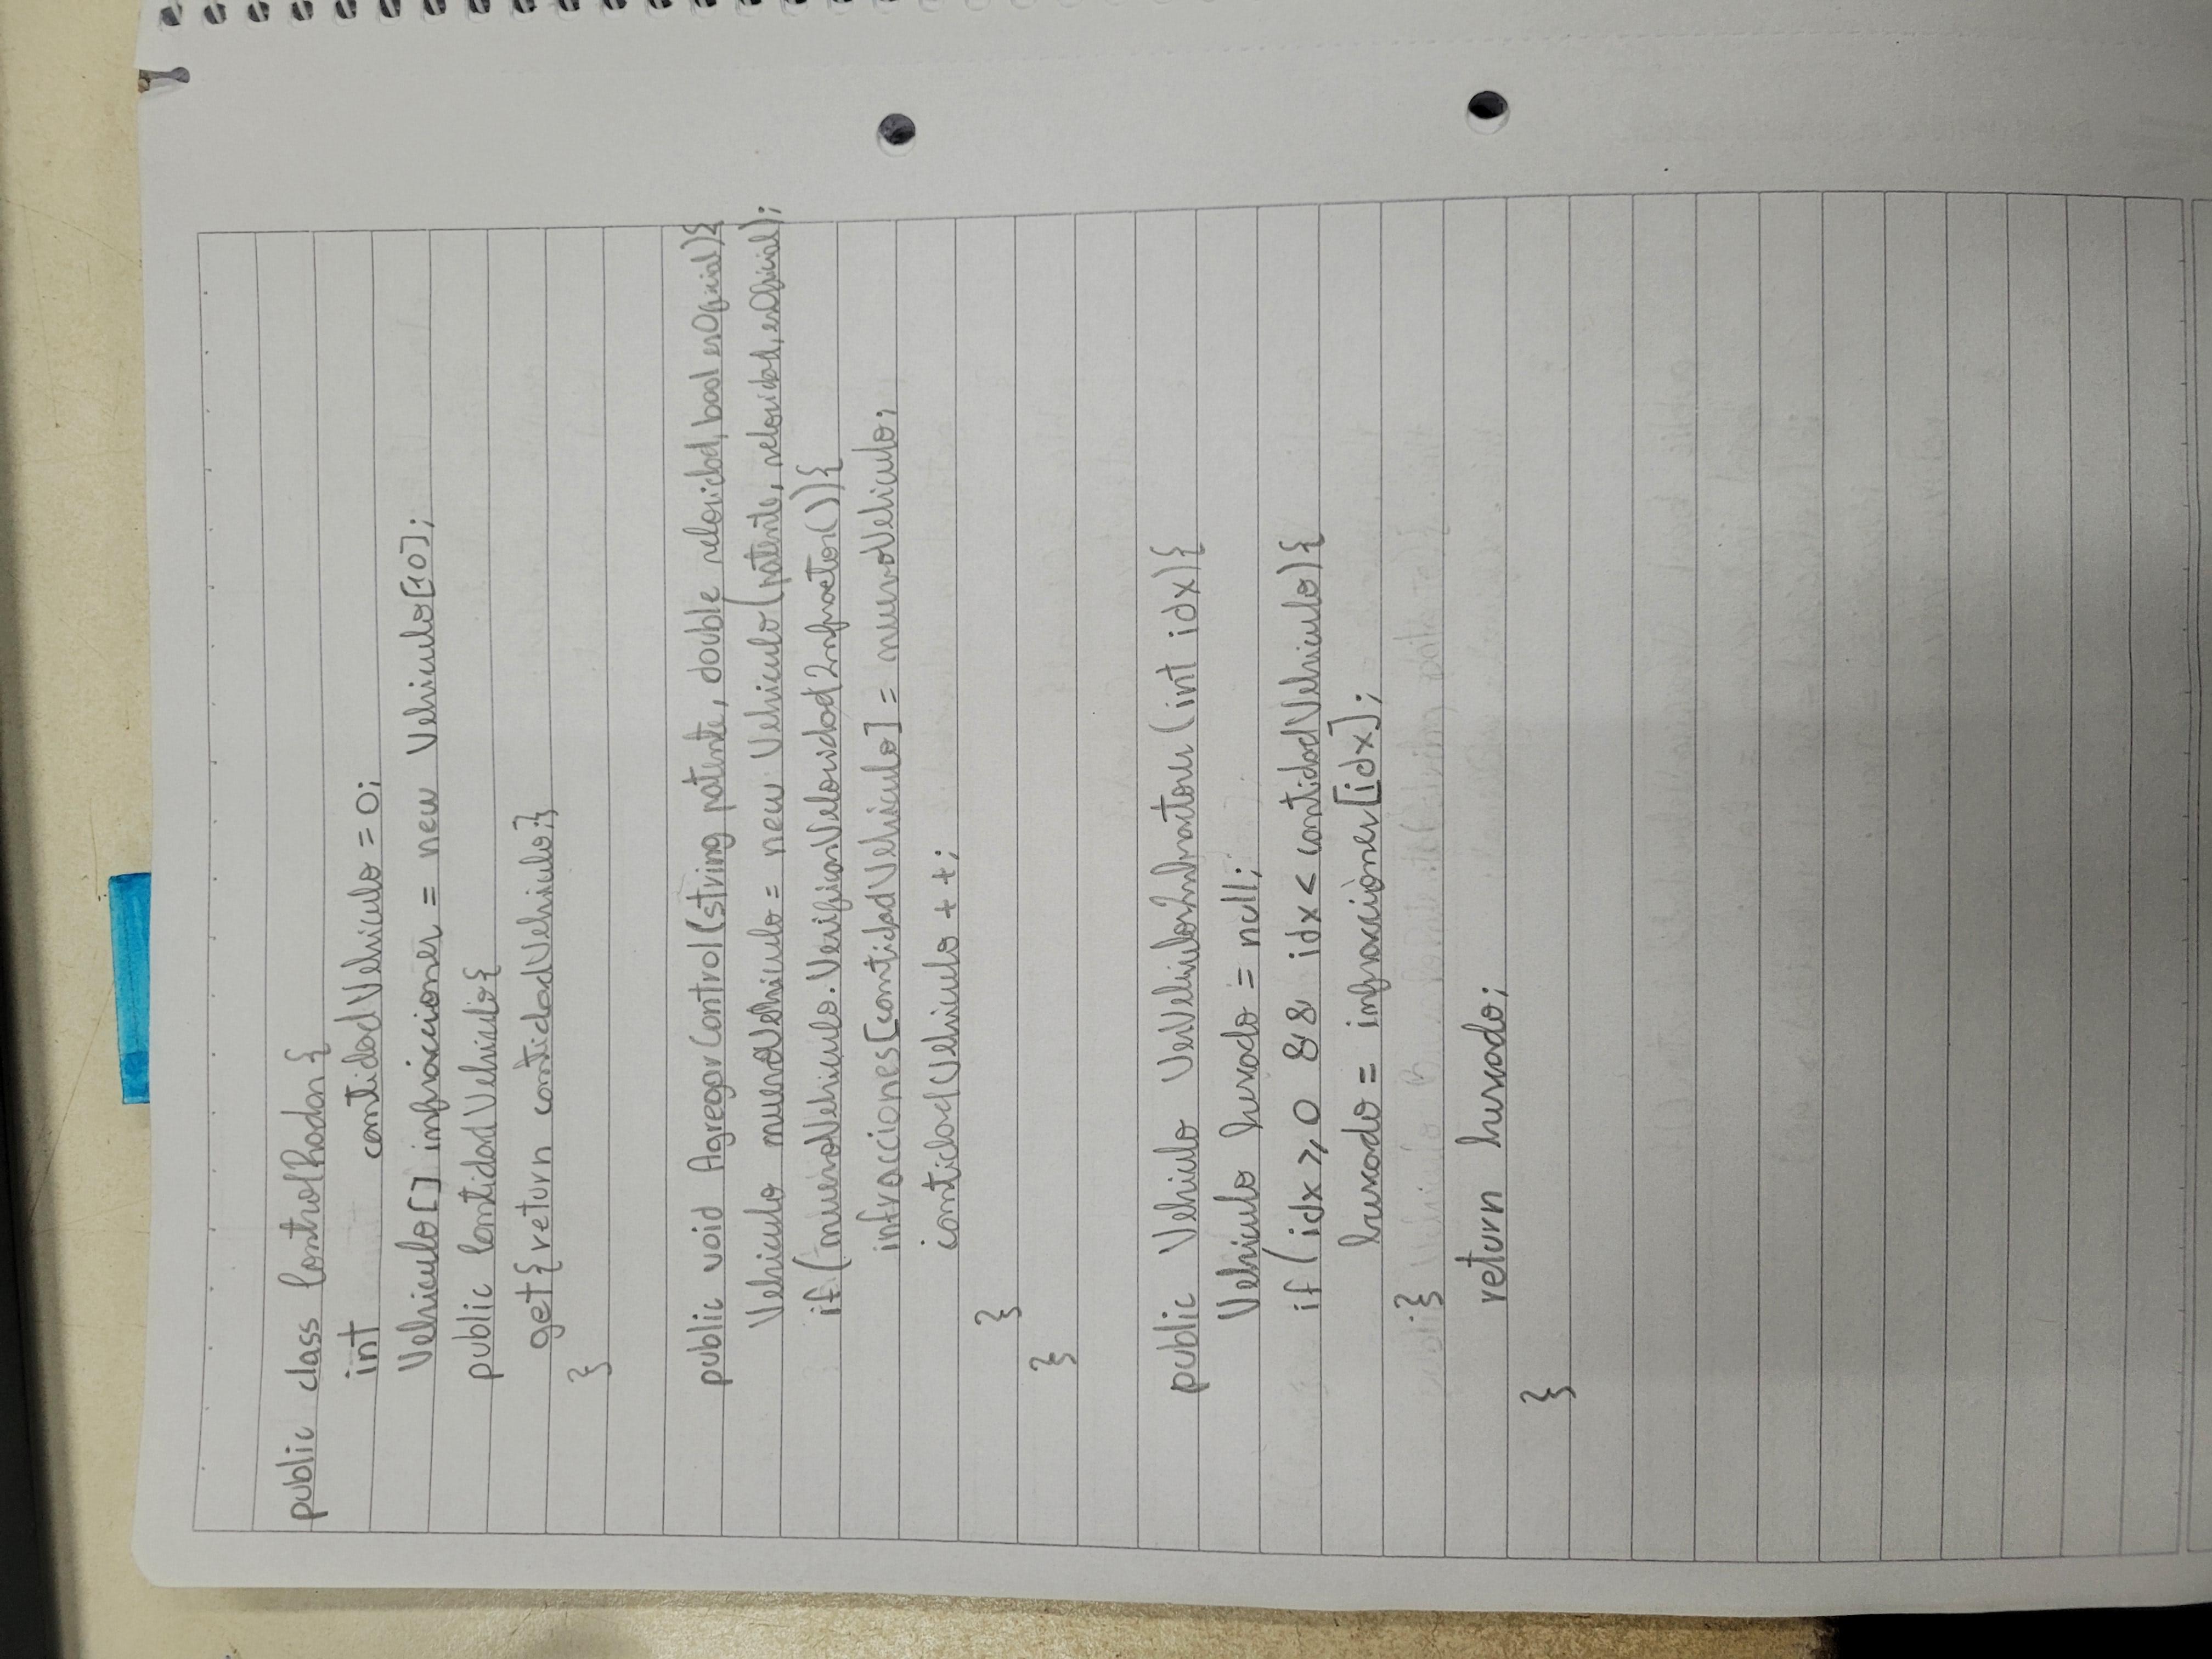 public class ControlRadar{
int cantidadVehiculo = 0;
Vehiculo[] infracciones = new Vehiculo[10];
public CantidadVehiculo{
get{return cantidadVehiculo;}
}
public void AgregarControl(string patente, double velocidad, bool esOficial){
Vehiculo nuevoVehiculo = new Vehiculo(patente, velocidad, esOficial);
if(nuevoVehiculo.VerificarVelocidadInfractor()){
infracciones[cantidadVehiculo] = nuevoVehiculo;
cantidadVehiculo ++;
}
}
public Vehiculo VerVehiculosInfractores(int idx){
Vehiculo buscado = null;
if(idx >= 0 && idx < cantidadVehiculo){
buscado = infracciones[idx];
}
return buscado;
}